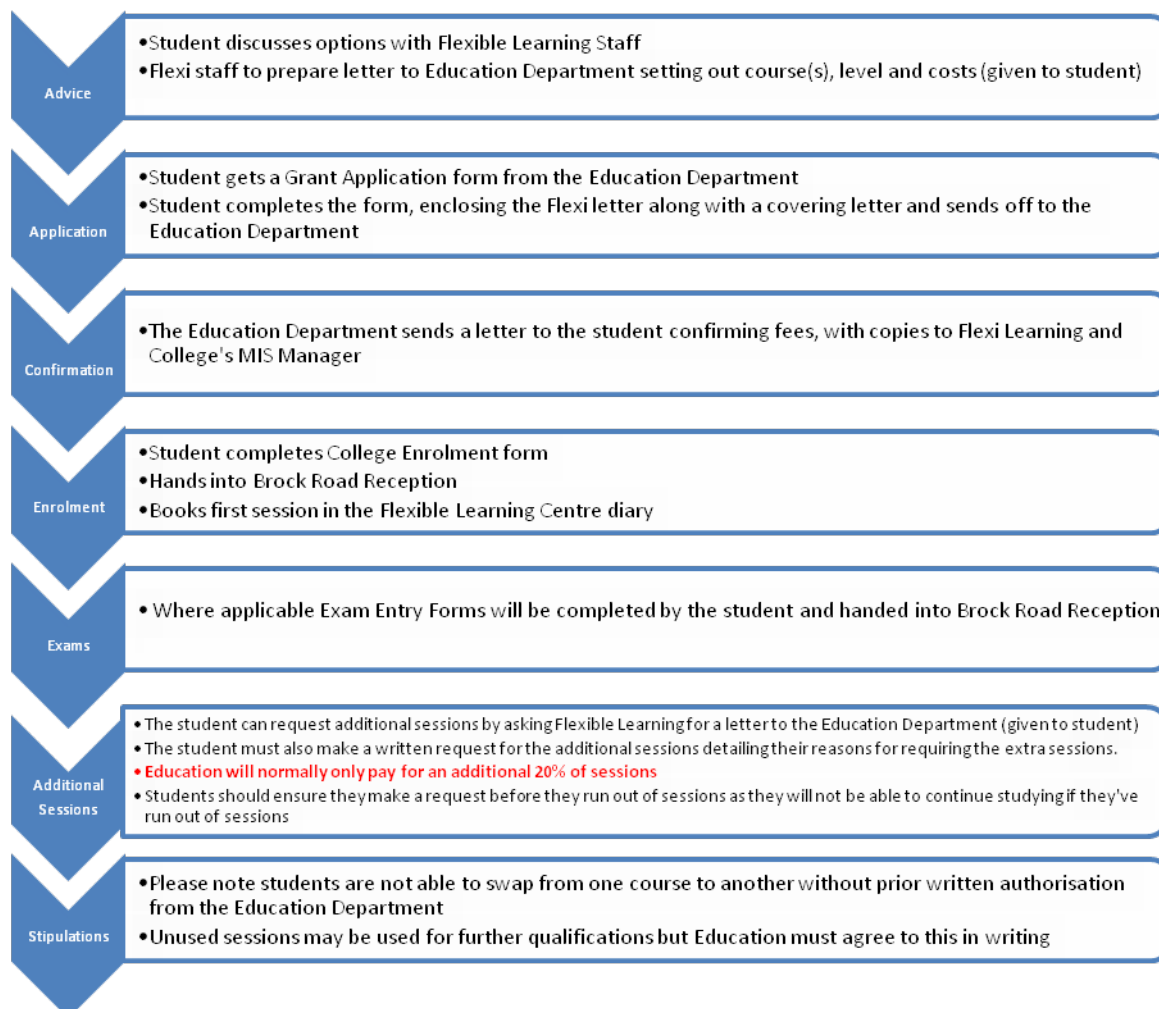 Advice
•Student discusses options with Flexible Learning Staff
•Flexi staff to prepare letter to Education Department setting out course(s), level and costs (given to student)
Application
•Student gets a Grant Application form from the Education Department
•Student completes the form, enclosing the Flexi letter along with a covering letter and sends off to the
Education Department
Confirmation
•The Education Department sends a letter to the student confirming fees, with copies to Flexi Learning and
College's MIS Manager
Enrolment
•Student completes College Enrolment form
•Hands into Brock Road Reception
•Books first session in the Flexible Learning Centre diary
Exams
• Where applicable Exam Entry Forms will be completed by the student and handed into Brock Road Reception
Additional
Sessions
• The student can request additional sessions by asking Flexible Learning for a letter to the Education Department (given to student)
• The student must also make a written request for the additional sessions detailing their reasons for requiring the extra sessions.
• Education will normally only pay for an additional 20% of sessions
• Students should ensure they make a request before they run out of sessions as they will not be able to continue studying if they've
run out of sessions
Stipulations
•Please note students are not able to swap from one course to another without prior written authorisation
from the Education Department
•Unused sessions may be used for further qualifications but Education must agree to this in writing